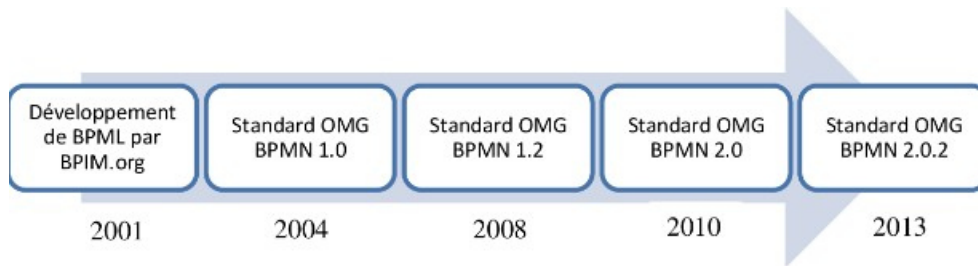 Développement
de BPML par
BPIM.org
Standard OMG
BPMN 1.0
Standard OMG
BPMN 1.2
Standard OMG
BPMN 2.0
Standard OMG
BPMN 2.0.2
2001
2004
2008
2010
2013